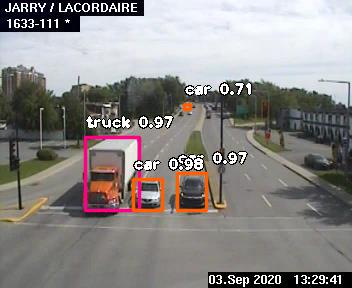 JARRY / LACORDAIRE
1633-111 *
car 0.71
truck 0.97
car 0.98
0.97
03.Sep 2020 13:29:41